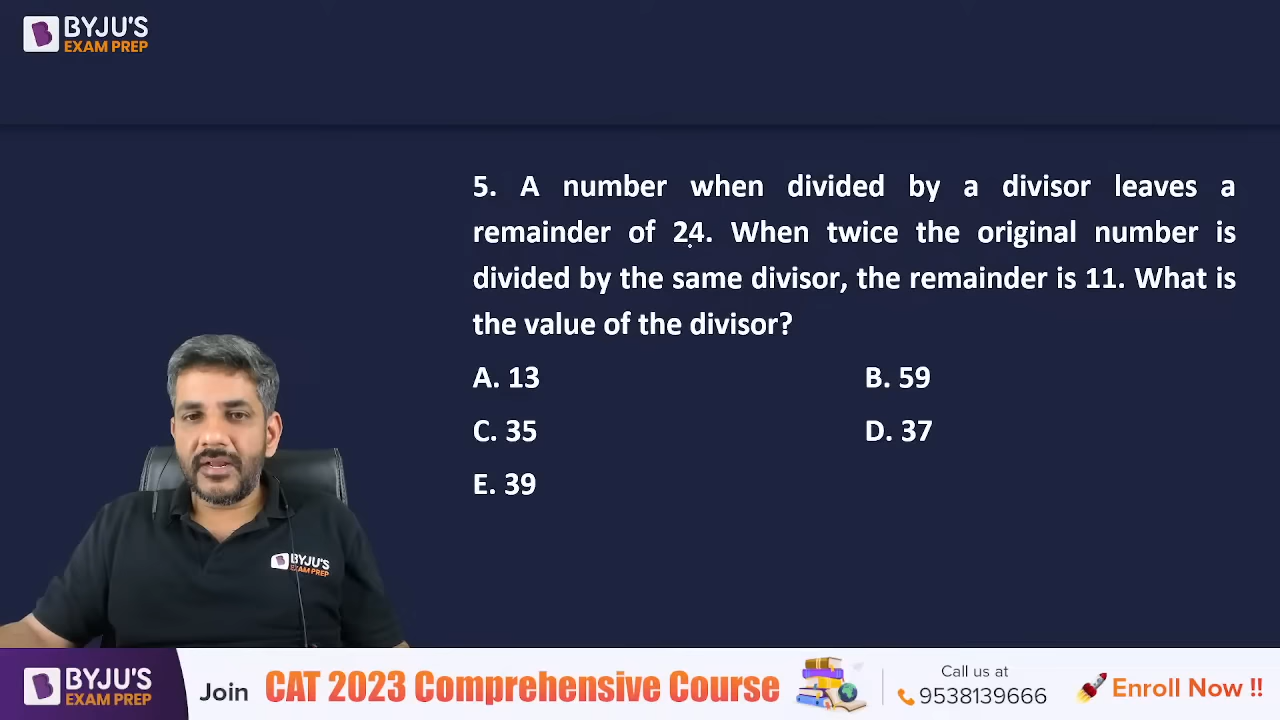 BYJU'S
EXAM PREP
5. A number when divided by a divisor leaves a
remainder of 24. When twice the original number is
divided by the same divisor, the remainder is 11. What is
the value of the divisor?
A. 13
B. 59
C. 35
D. 37
E. 39
BYJU'S
EXAM PREP
BYJU'S
EXAM PREP
Join CAT 2023 Comprehensive Course
Call us at
9538139666
Enroll Now !!